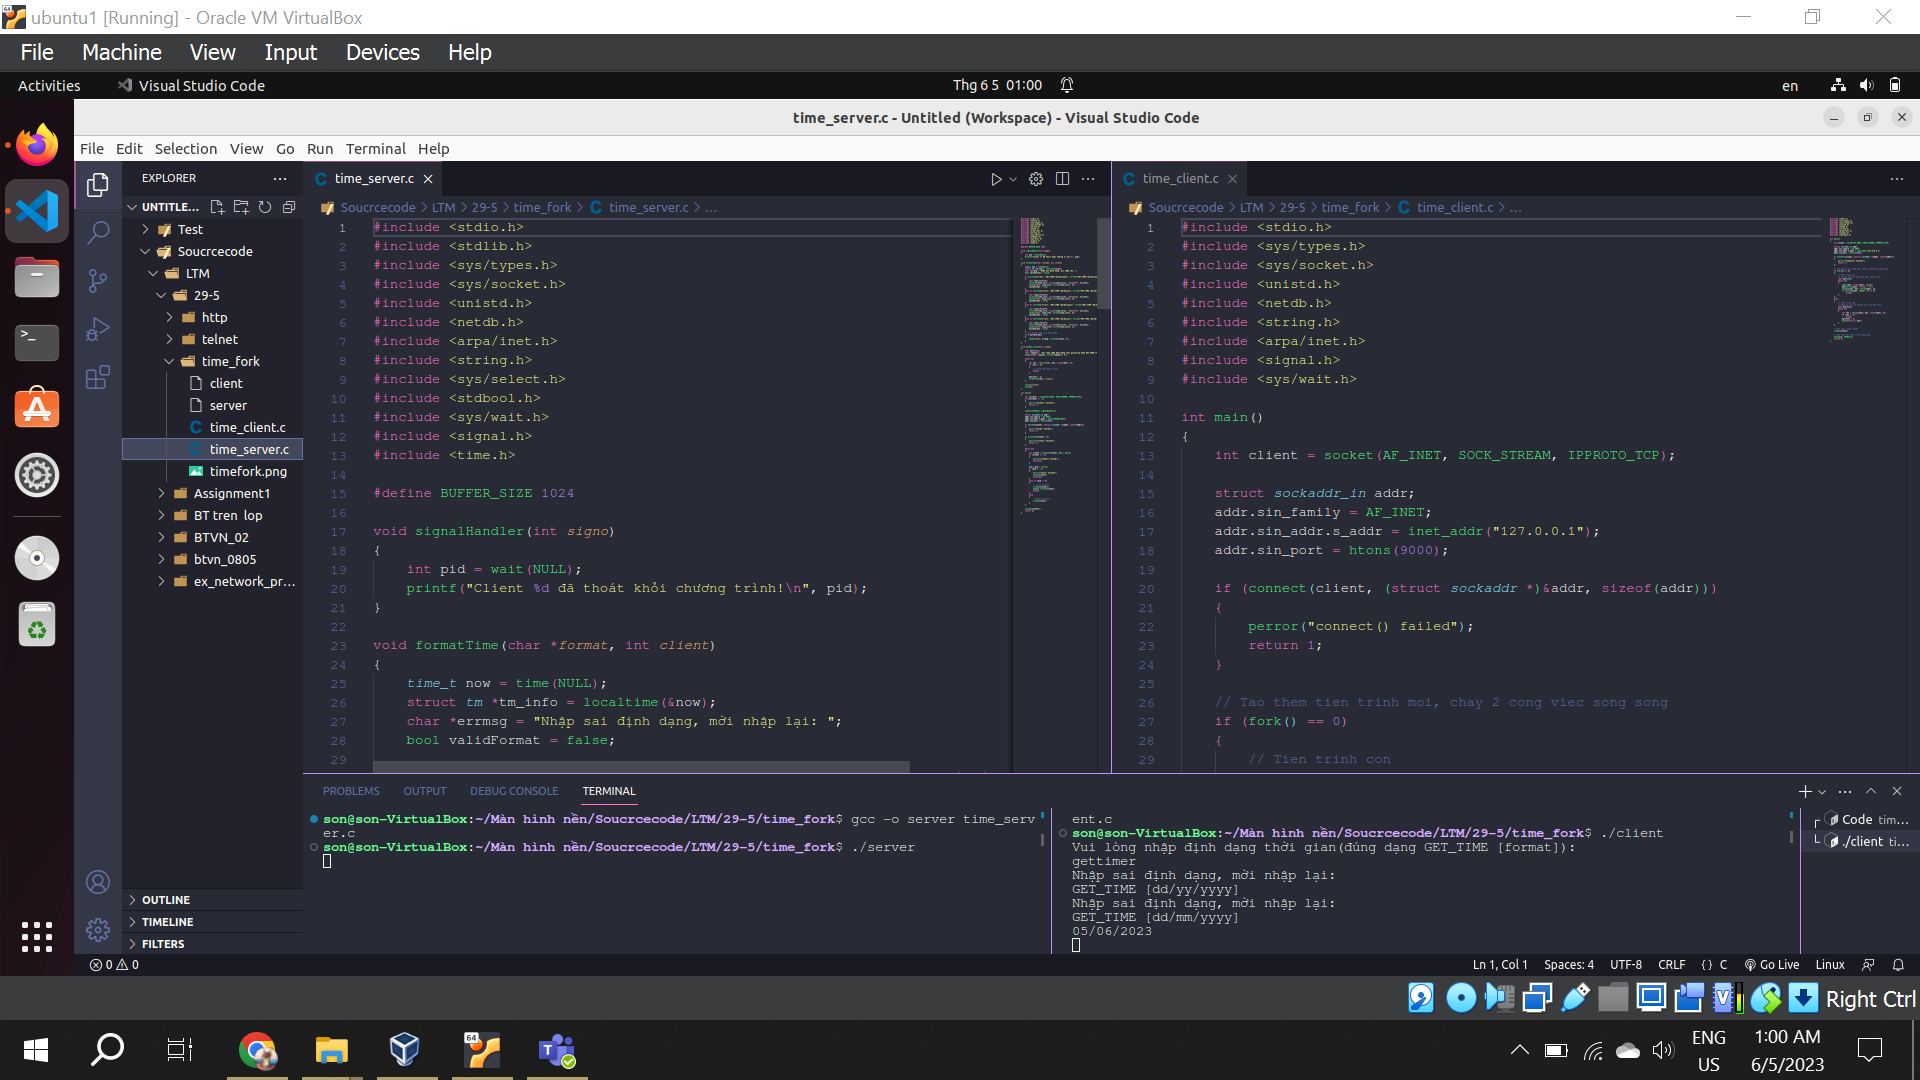 ubuntu1 [Running] - Oracle VM VirtualBox
File Machine View Input Devices Help
Activities Visual Studio Code Thg 6 5 01:00 en
time_server.c - Untitled (Workspace) - Visual Studio Code
File Edit Selection View Go Run Terminal Help
EXPLORER
UNTITLE...
Test
Soucrcecode
LTM
29-5
http
telnet
time_fork
client
server
time_client.c
time_server.c
timefork.png
Assignment1
BT tren lop
BTVN_02
btvn_0805
ex_network_pr...
OUTLINE
TIMELINE
FILTERS
time_server.c
Soucrcecode > LTM > 29-5 > time_fork > time_server.c > ...
1 #include <stdio.h>
2 #include <stdlib.h>
3 #include <sys/types.h>
4 #include <sys/socket.h>
5 #include <unistd.h>
6 #include <netdb.h>
7 #include <arpa/inet.h>
8 #include <string.h>
9 #include <sys/select.h>
10 #include <stdbool.h>
11 #include <sys/wait.h>
12 #include <signal.h>
13 #include <time.h>
14
15 #define BUFFER_SIZE 1024
16
17 void signalHandler(int signo)
18 {
19 int pid = wait(NULL);
20 printf("Client %d đã thoát khỏi chương trình!\n", pid);
21 }
22
23 void formatTime(char *format, int client)
24 {
25 time_t now = time(NULL);
26 struct tm *tm_info = localtime(&now);
27 char *errmsg = "Nhập sai định dạng, mời nhập lại: ";
28 bool validFormat = false;
29
time_client.c
Soucrcecode > LTM > 29-5 > time_fork > time_client.c > ...
1 #include <stdio.h>
2 #include <sys/types.h>
3 #include <sys/socket.h>
4 #include <unistd.h>
5 #include <netdb.h>
6 #include <string.h>
7 #include <arpa/inet.h>
8 #include <signal.h>
9 #include <sys/wait.h>
10
11 int main()
12 {
13 int client = socket(AF_INET, SOCK_STREAM, IPPROTO_TCP);
14
15 struct sockaddr_in addr;
16 addr.sin_family = AF_INET;
17 addr.sin_addr.s_addr = inet_addr("127.0.0.1");
18 addr.sin_port = htons(9000);
19
20 if (connect(client, (struct sockaddr *)&addr, sizeof(addr)))
21 {
22 perror("connect() failed");
23 return 1;
24 }
25
26 // Tao them tien trinh moi, chay 2 cong viec song song
27 if (fork() == 0)
28 {
29 // Tien trinh con
PROBLEMS OUTPUT DEBUG CONSOLE TERMINAL
son@son-VirtualBox:~/Màn hình nền/Soucrcecode/LTM/29-5/time_fork$ gcc -o server time_serv
er.c
son@son-VirtualBox:~/Màn hình nền/Soucrcecode/LTM/29-5/time_fork$ ./server
ent.c
son@son-VirtualBox:~/Màn hình nền/Soucrcecode/LTM/29-5/time_fork$ ./client
Vui lòng nhập định dạng thời gian(đúng dạng GET_TIME [format]):
gettimer
Nhập sai định dạng, mời nhập lại:
GET_TIME [dd/yy/yyyy]
Nhập sai định dạng, mời nhập lại:
GET_TIME [dd/mm/yyyy]
05/06/2023
Code tim...
./client ti...
0 0 Ln 1, Col 1 Spaces: 4 UTF-8 CRLF {} C Go Live Linux
Right Ctrl
64
ENG
US
1:00 AM
6/5/2023